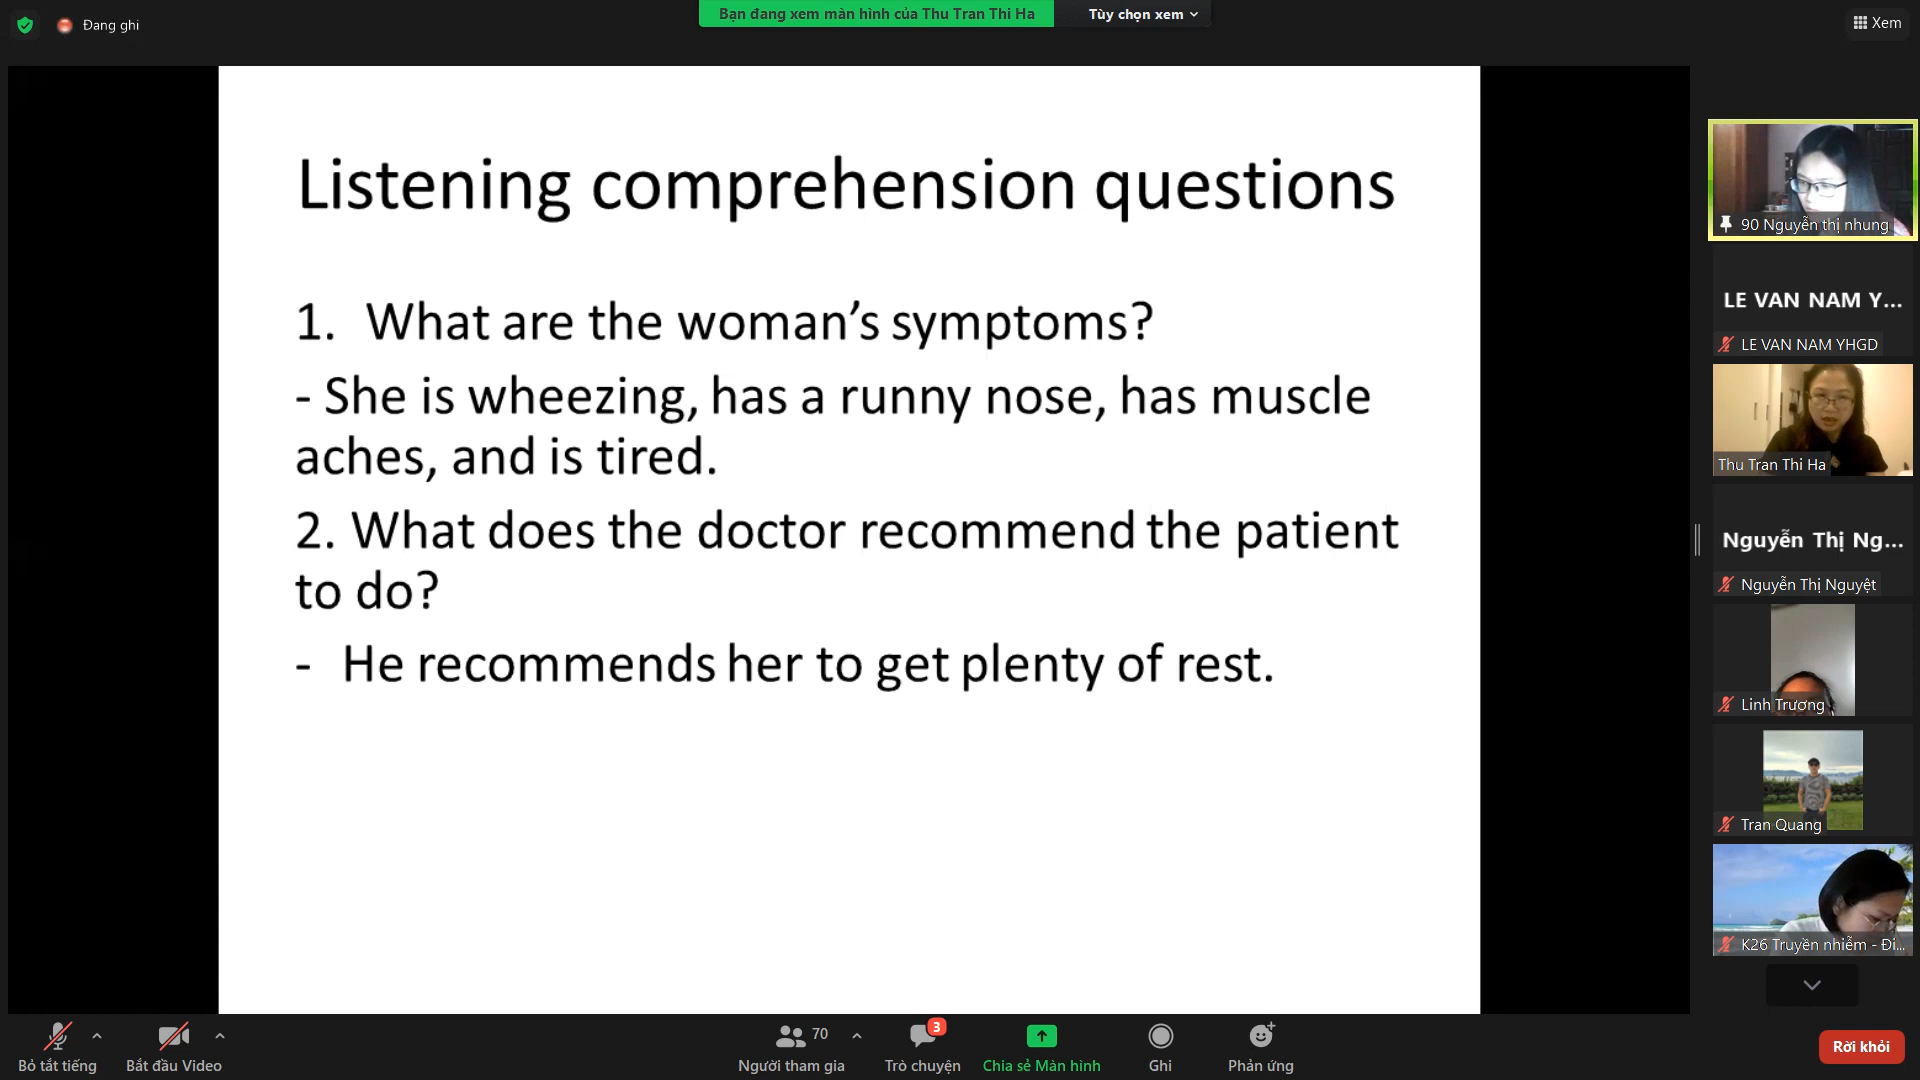 Đang ghi
Bạn đang xem màn hình của Thu Tran Thi Ha
Tùy chọn xem
Xem
Listening comprehension questions
1. What are the woman’s symptoms?
- She is wheezing, has a runny nose, has muscle
aches, and is tired.
2. What does the doctor recommend the patient
to do?
- He recommends her to get plenty of rest.
90 Nguyễn thị nhung
LE VAN NAM Y...
LE VAN NAM YHGD
Thu Tran Thi Ha
Nguyễn Thị Ng...
Nguyễn Thị Nguyệt
Linh Trương
Tran Quang
K26 Truyền nhiễm - Đi...
Bỏ tắt tiếng
Bắt đầu Video
70
Người tham gia
3
Trò chuyện
Chia sẻ Màn hình
Ghi
Phản ứng
Rời khỏi